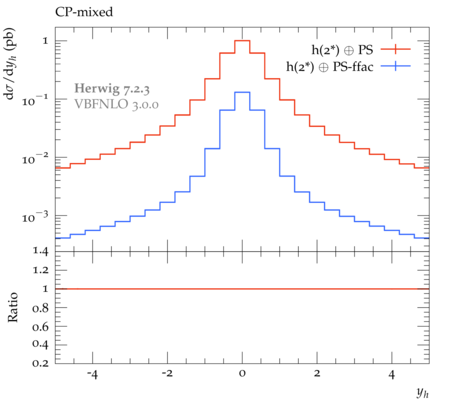 CP-mixed
dσ/dy_h (pb)
h(2*) ⊕ PS
h(2*) ⊕ PS-ffac
Herwig 7.2.3
VBFNLO 3.0.0
1
10⁻¹
10⁻²
10⁻³
1.4
1.2
1
0.8
0.6
0.4
0.2
Ratio
-4 -2 0 2 4
y_h